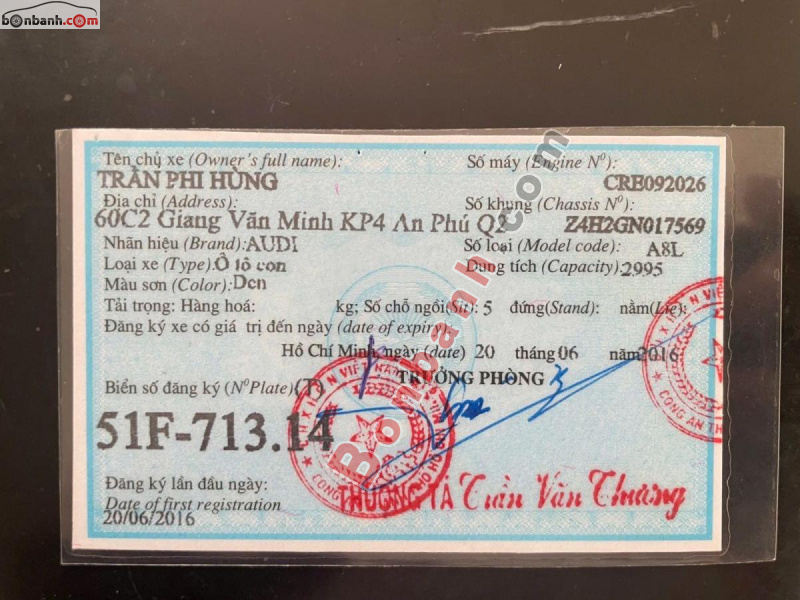 bonbanh.com
Tên chủ xe (Owner's full name): Số máy (Engine Nº):
TRẦN PHI HÙNG CRE092026
Địa chỉ (Address): Số khung (Chassis Nº):
60C2 Giang Văn Minh KP4 An Phú Q2 Z4H2GN017569
Nhãn hiệu (Brand): AUDI Số loại (Model code): A8L
Loại xe (Type): Ô tô con Dung tích (Capacity): 2995
Màu sơn (Color): Đen
Tải trọng: Hàng hoá: kg; Số chỗ ngồi (Sit): 5 đứng (Stand): nằm (Lie):
Đăng ký xe có giá trị đến ngày (date of expiry):
Hồ Chí Minh, ngày (date) 20 tháng 06 năm 2016
TRƯỞNG PHÒNG
Biển số đăng ký (Nº Plate) (T)
51F-713.14
Đăng ký lần đầu ngày:
Date of first registration
20/06/2016
THƯỢNG TÁ Trần Văn Thương
Bonbanh.com